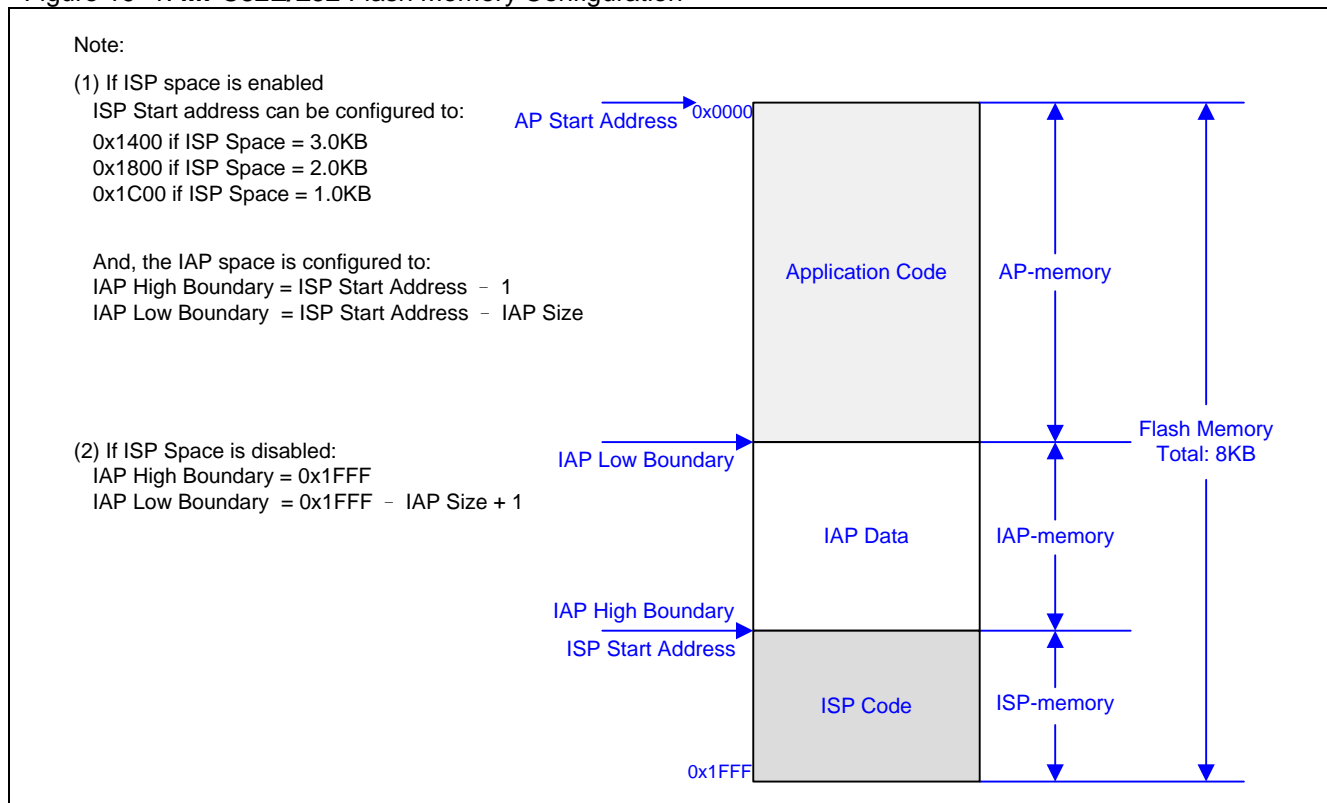 Note:
(1) If ISP space is enabled
ISP Start address can be configured to:
0x1400 if ISP Space = 3.0KB
0x1800 if ISP Space = 2.0KB
0x1C00 if ISP Space = 1.0KB
And, the IAP space is configured to:
IAP High Boundary = ISP Start Address - 1
IAP Low Boundary = ISP Start Address - IAP Size
(2) If ISP Space is disabled:
IAP High Boundary = 0x1FFF
IAP Low Boundary = 0x1FFF - IAP Size + 1
AP Start Address
0x0000
Application Code
AP-memory
Flash Memory
Total: 8KB
IAP Low Boundary
IAP Data
IAP-memory
IAP High Boundary
ISP Start Address
ISP Code
ISP-memory
0x1FFF